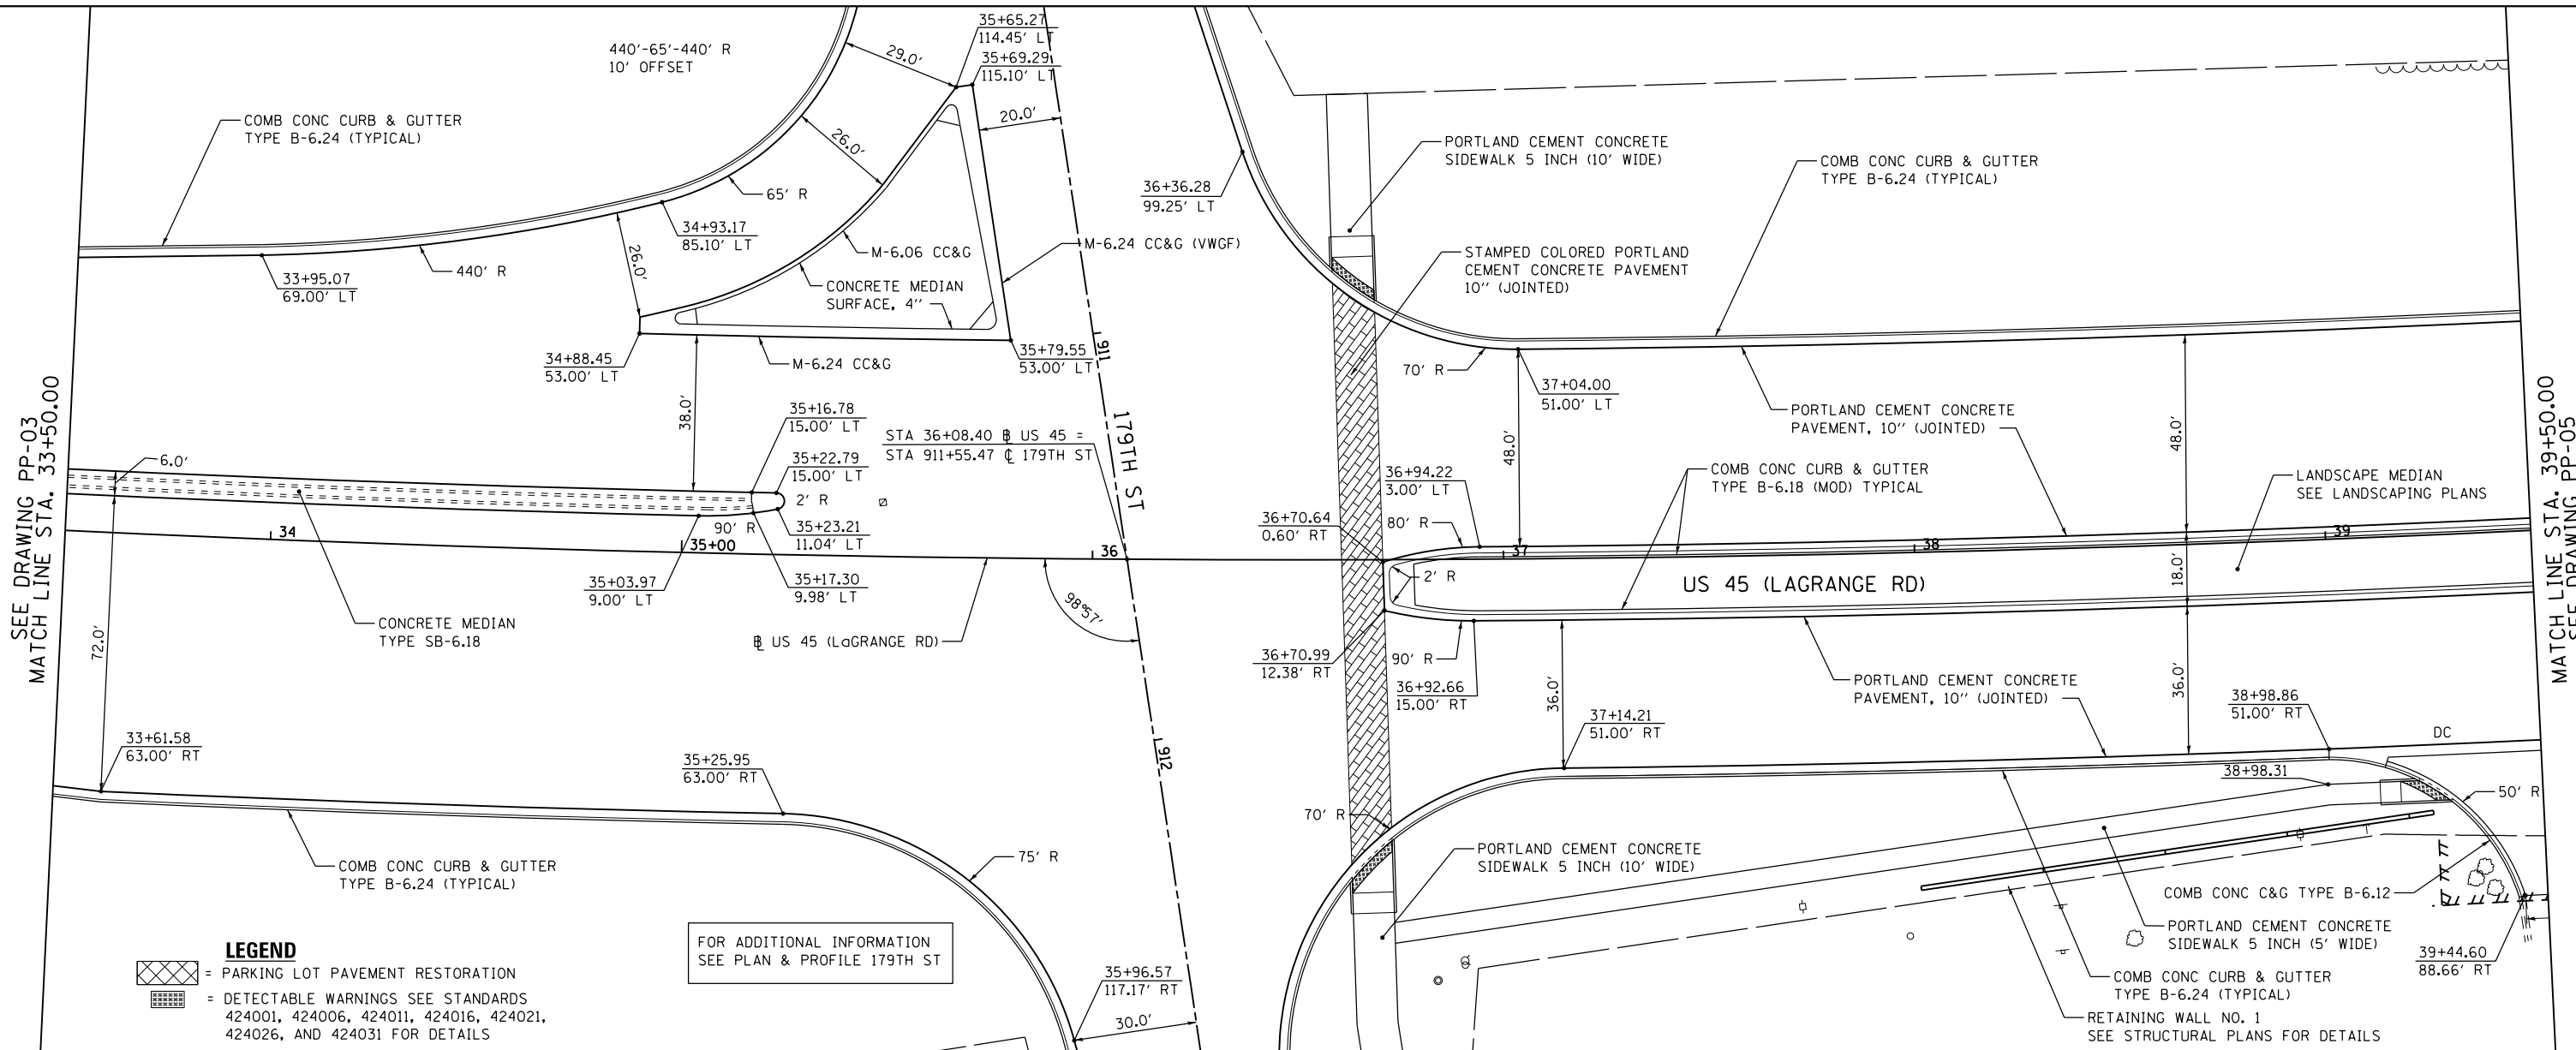 SEE DRAWING PP-03
MATCH LINE STA. 33+50.00
440'-65'-440' R
10' OFFSET
COMB CONC CURB & GUTTER
TYPE B-6.24 (TYPICAL)
29.0'
35+65.27
114.45' LT
35+69.29
115.10' LT
20.0'
26.0'
65' R
34+93.17
85.10' LT
26.0'
33+95.07
69.00' LT
440' R
M-6.06 CC&G
CONCRETE MEDIAN
SURFACE, 4''
M-6.24 CC&G (VWGF)
34+88.45
53.00' LT
M-6.24 CC&G
35+79.55
53.00' LT
911
179TH ST
38.0'
35+16.78
15.00' LT
STA 36+08.40 ⅊ US 45 =
STA 911+55.47 ℄ 179TH ST
35+22.79
15.00' LT
2' R
6.0'
90' R
35+23.21
11.04' LT
34
35+00
36
35+03.97
9.00' LT
35+17.30
9.98' LT
98°57'
CONCRETE MEDIAN
TYPE SB-6.18
US 45 (LaGRANGE RD)
72.0'
33+61.58
63.00' RT
35+25.95
63.00' RT
912
COMB CONC CURB & GUTTER
TYPE B-6.24 (TYPICAL)
75' R
35+96.57
117.17' RT
30.0'
FOR ADDITIONAL INFORMATION
SEE PLAN & PROFILE 179TH ST
LEGEND
= PARKING LOT PAVEMENT RESTORATION
= DETECTABLE WARNINGS SEE STANDARDS
424001, 424006, 424011, 424016, 424021,
424026, AND 424031 FOR DETAILS
36+36.28
99.25' LT
PORTLAND CEMENT CONCRETE
SIDEWALK 5 INCH (10' WIDE)
COMB CONC CURB & GUTTER
TYPE B-6.24 (TYPICAL)
STAMPED COLORED PORTLAND
CEMENT CONCRETE PAVEMENT
10'' (JOINTED)
70' R
37+04.00
51.00' LT
PORTLAND CEMENT CONCRETE
PAVEMENT, 10'' (JOINTED)
48.0'
48.0'
36+94.22
3.00' LT
COMB CONC CURB & GUTTER
TYPE B-6.18 (MOD) TYPICAL
LANDSCAPE MEDIAN
SEE LANDSCAPING PLANS
36+70.64
0.60' RT
80' R
37
38
39
2' R
US 45 (LAGRANGE RD)
18.0'
36+70.99
12.38' RT
90' R
36+92.66
15.00' RT
36.0'
36.0'
PORTLAND CEMENT CONCRETE
PAVEMENT, 10'' (JOINTED)
37+14.21
51.00' RT
38+98.86
51.00' RT
DC
38+98.31
50' R
70' R
PORTLAND CEMENT CONCRETE
SIDEWALK 5 INCH (10' WIDE)
COMB CONC C&G TYPE B-6.12
PORTLAND CEMENT CONCRETE
SIDEWALK 5 INCH (5' WIDE)
39+44.60
88.66' RT
COMB CONC CURB & GUTTER
TYPE B-6.24 (TYPICAL)
RETAINING WALL NO. 1
SEE STRUCTURAL PLANS FOR DETAILS
MATCH LINE STA. 39+50.00
SEE DRAWING PP-05